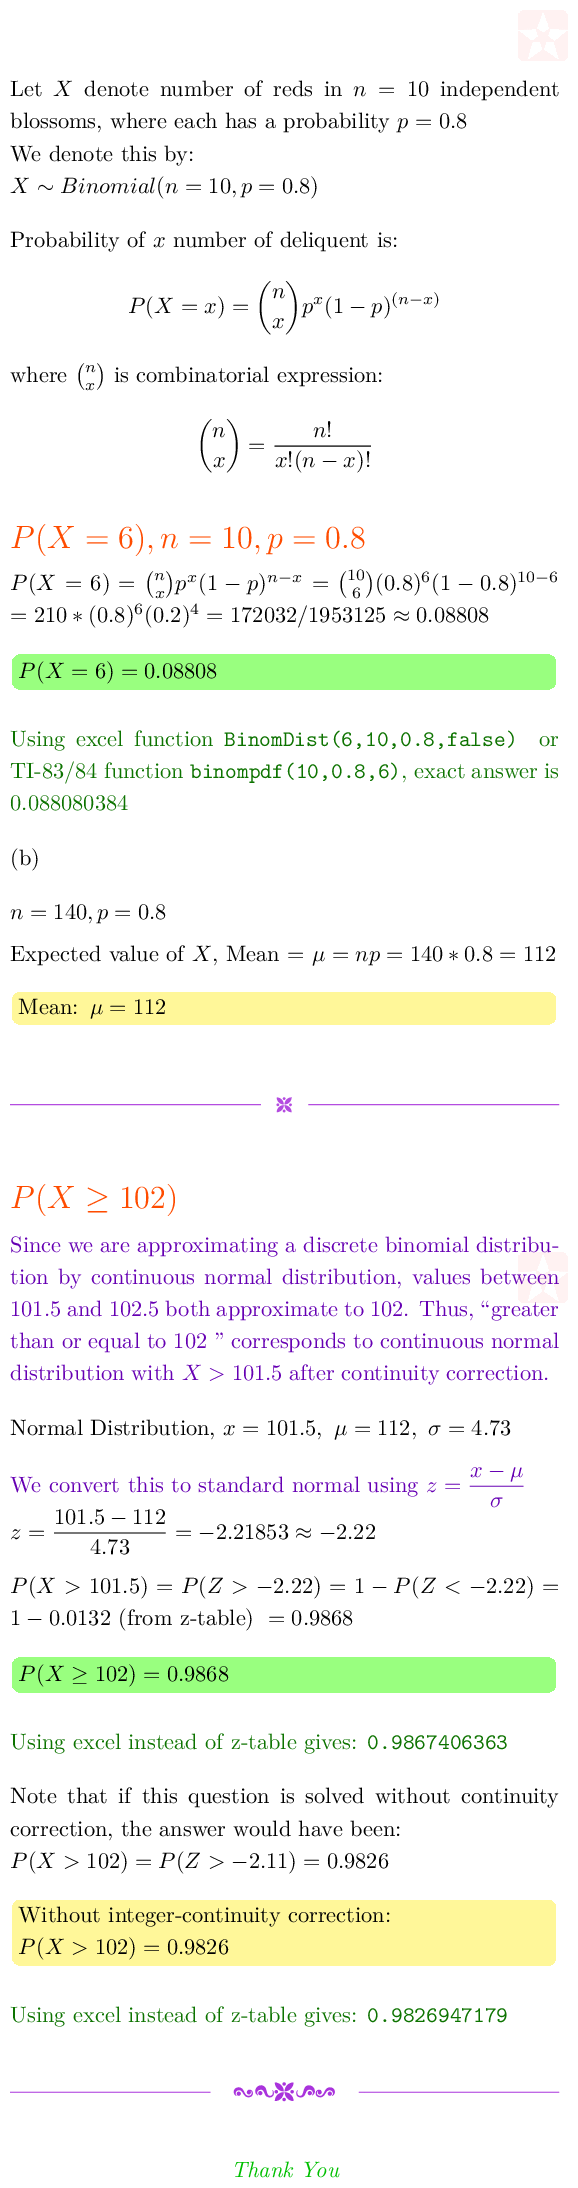 Let X denote number of reds in n = 10 independent
blossoms, where each has a probability p = 0.8
We denote this by:
X ∼ Binomial(n = 10, p = 0.8)
Probability of x number of deliquent is:
P(X = x) = \binom{n}{x} p^x (1 − p)^{(n−x)}
where \binom{n}{x} is combinatorial expression:
\binom{n}{x} = \frac{n!}{x!(n − x)!}
P(X = 6), n = 10, p = 0.8
P(X = 6) = \binom{n}{x} p^x (1 − p)^{n−x} = \binom{10}{6} (0.8)^6 (1 − 0.8)^{10−6}
= 210 ∗ (0.8)^6 (0.2)^4 = 172032/1953125 ≈ 0.08808
P(X = 6) = 0.08808
Using excel function BinomDist(6,10,0.8,false) or
TI-83/84 function binompdf(10,0.8,6), exact answer is
0.088080384
(b)
n = 140, p = 0.8
Expected value of X, Mean = μ = np = 140 ∗ 0.8 = 112
Mean: μ = 112
P(X ≥ 102)
Since we are approximating a discrete binomial distribu-
tion by continuous normal distribution, values between
101.5 and 102.5 both approximate to 102. Thus, “greater
than or equal to 102 ” corresponds to continuous normal
distribution with X > 101.5 after continuity correction.
Normal Distribution, x = 101.5, μ = 112, σ = 4.73
We convert this to standard normal using z = \frac{x − μ}{σ}
z = \frac{101.5 − 112}{4.73} = −2.21853 ≈ −2.22
P(X > 101.5) = P(Z > −2.22) = 1 − P(Z < −2.22) =
1 − 0.0132 (from z-table) = 0.9868
P(X ≥ 102) = 0.9868
Using excel instead of z-table gives: 0.9867406363
Note that if this question is solved without continuity
correction, the answer would have been:
P(X > 102) = P(Z > −2.11) = 0.9826
Without integer-continuity correction:
P(X > 102) = 0.9826
Using excel instead of z-table gives: 0.9826947179
Thank You